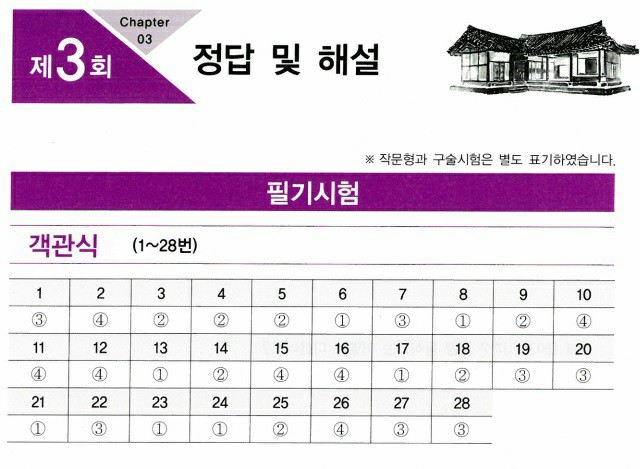 Chapter
03
제3회
정답 및 해설
※ 작문형과 구술시험은 별도 표기하였습니다.
필기시험
객관식 (1~28번)
1 2 3 4 5 6 7 8 9 10
③ ④ ② ② ② ① ③ ① ② ④
11 12 13 14 15 16 17 18 19 20
④ ④ ① ② ④ ④ ① ② ③ ③
21 22 23 24 25 26 27 28
① ③ ① ① ② ④ ③ ③